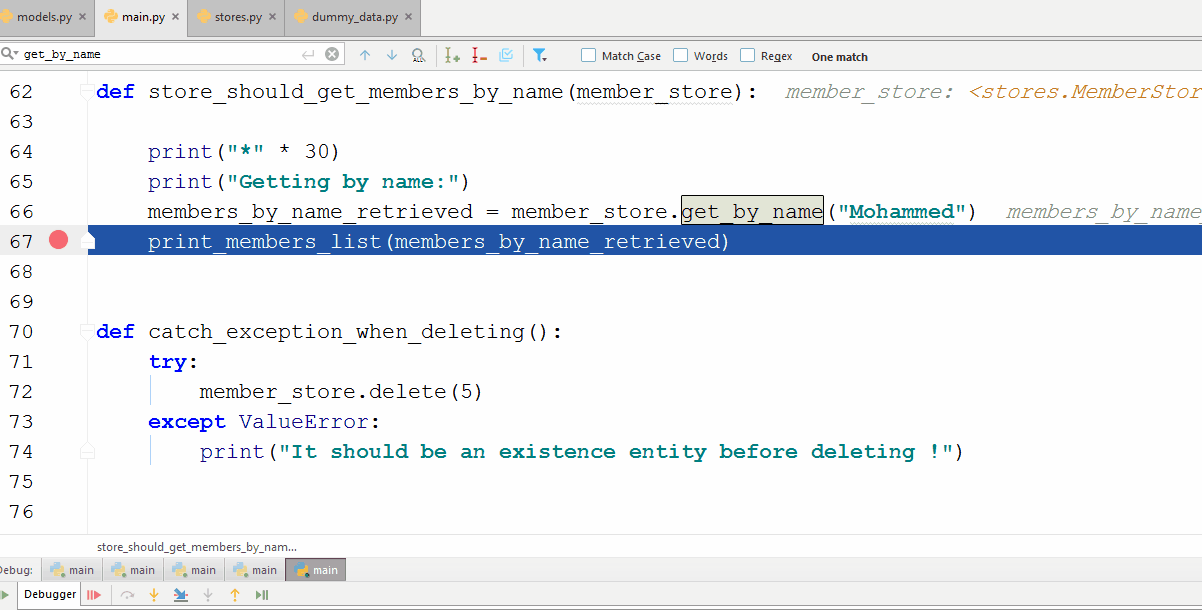 models.py × main.py × stores.py × dummy_data.py ×
get_by_name Match Case Words Regex One match
62 def store_should_get_members_by_name(member_store): member_store: <stores.MemberStor
63
64 print("*" * 30)
65 print("Getting by name:")
66 members_by_name_retrieved = member_store.get_by_name("Mohammed") members_by_name
67 print_members_list(members_by_name_retrieved)
68
69
70 def catch_exception_when_deleting():
71 try:
72 member_store.delete(5)
73 except ValueError:
74 print("It should be an existence entity before deleting !")
75
76
store_should_get_members_by_nam...
Debug: main main main main main
Debugger